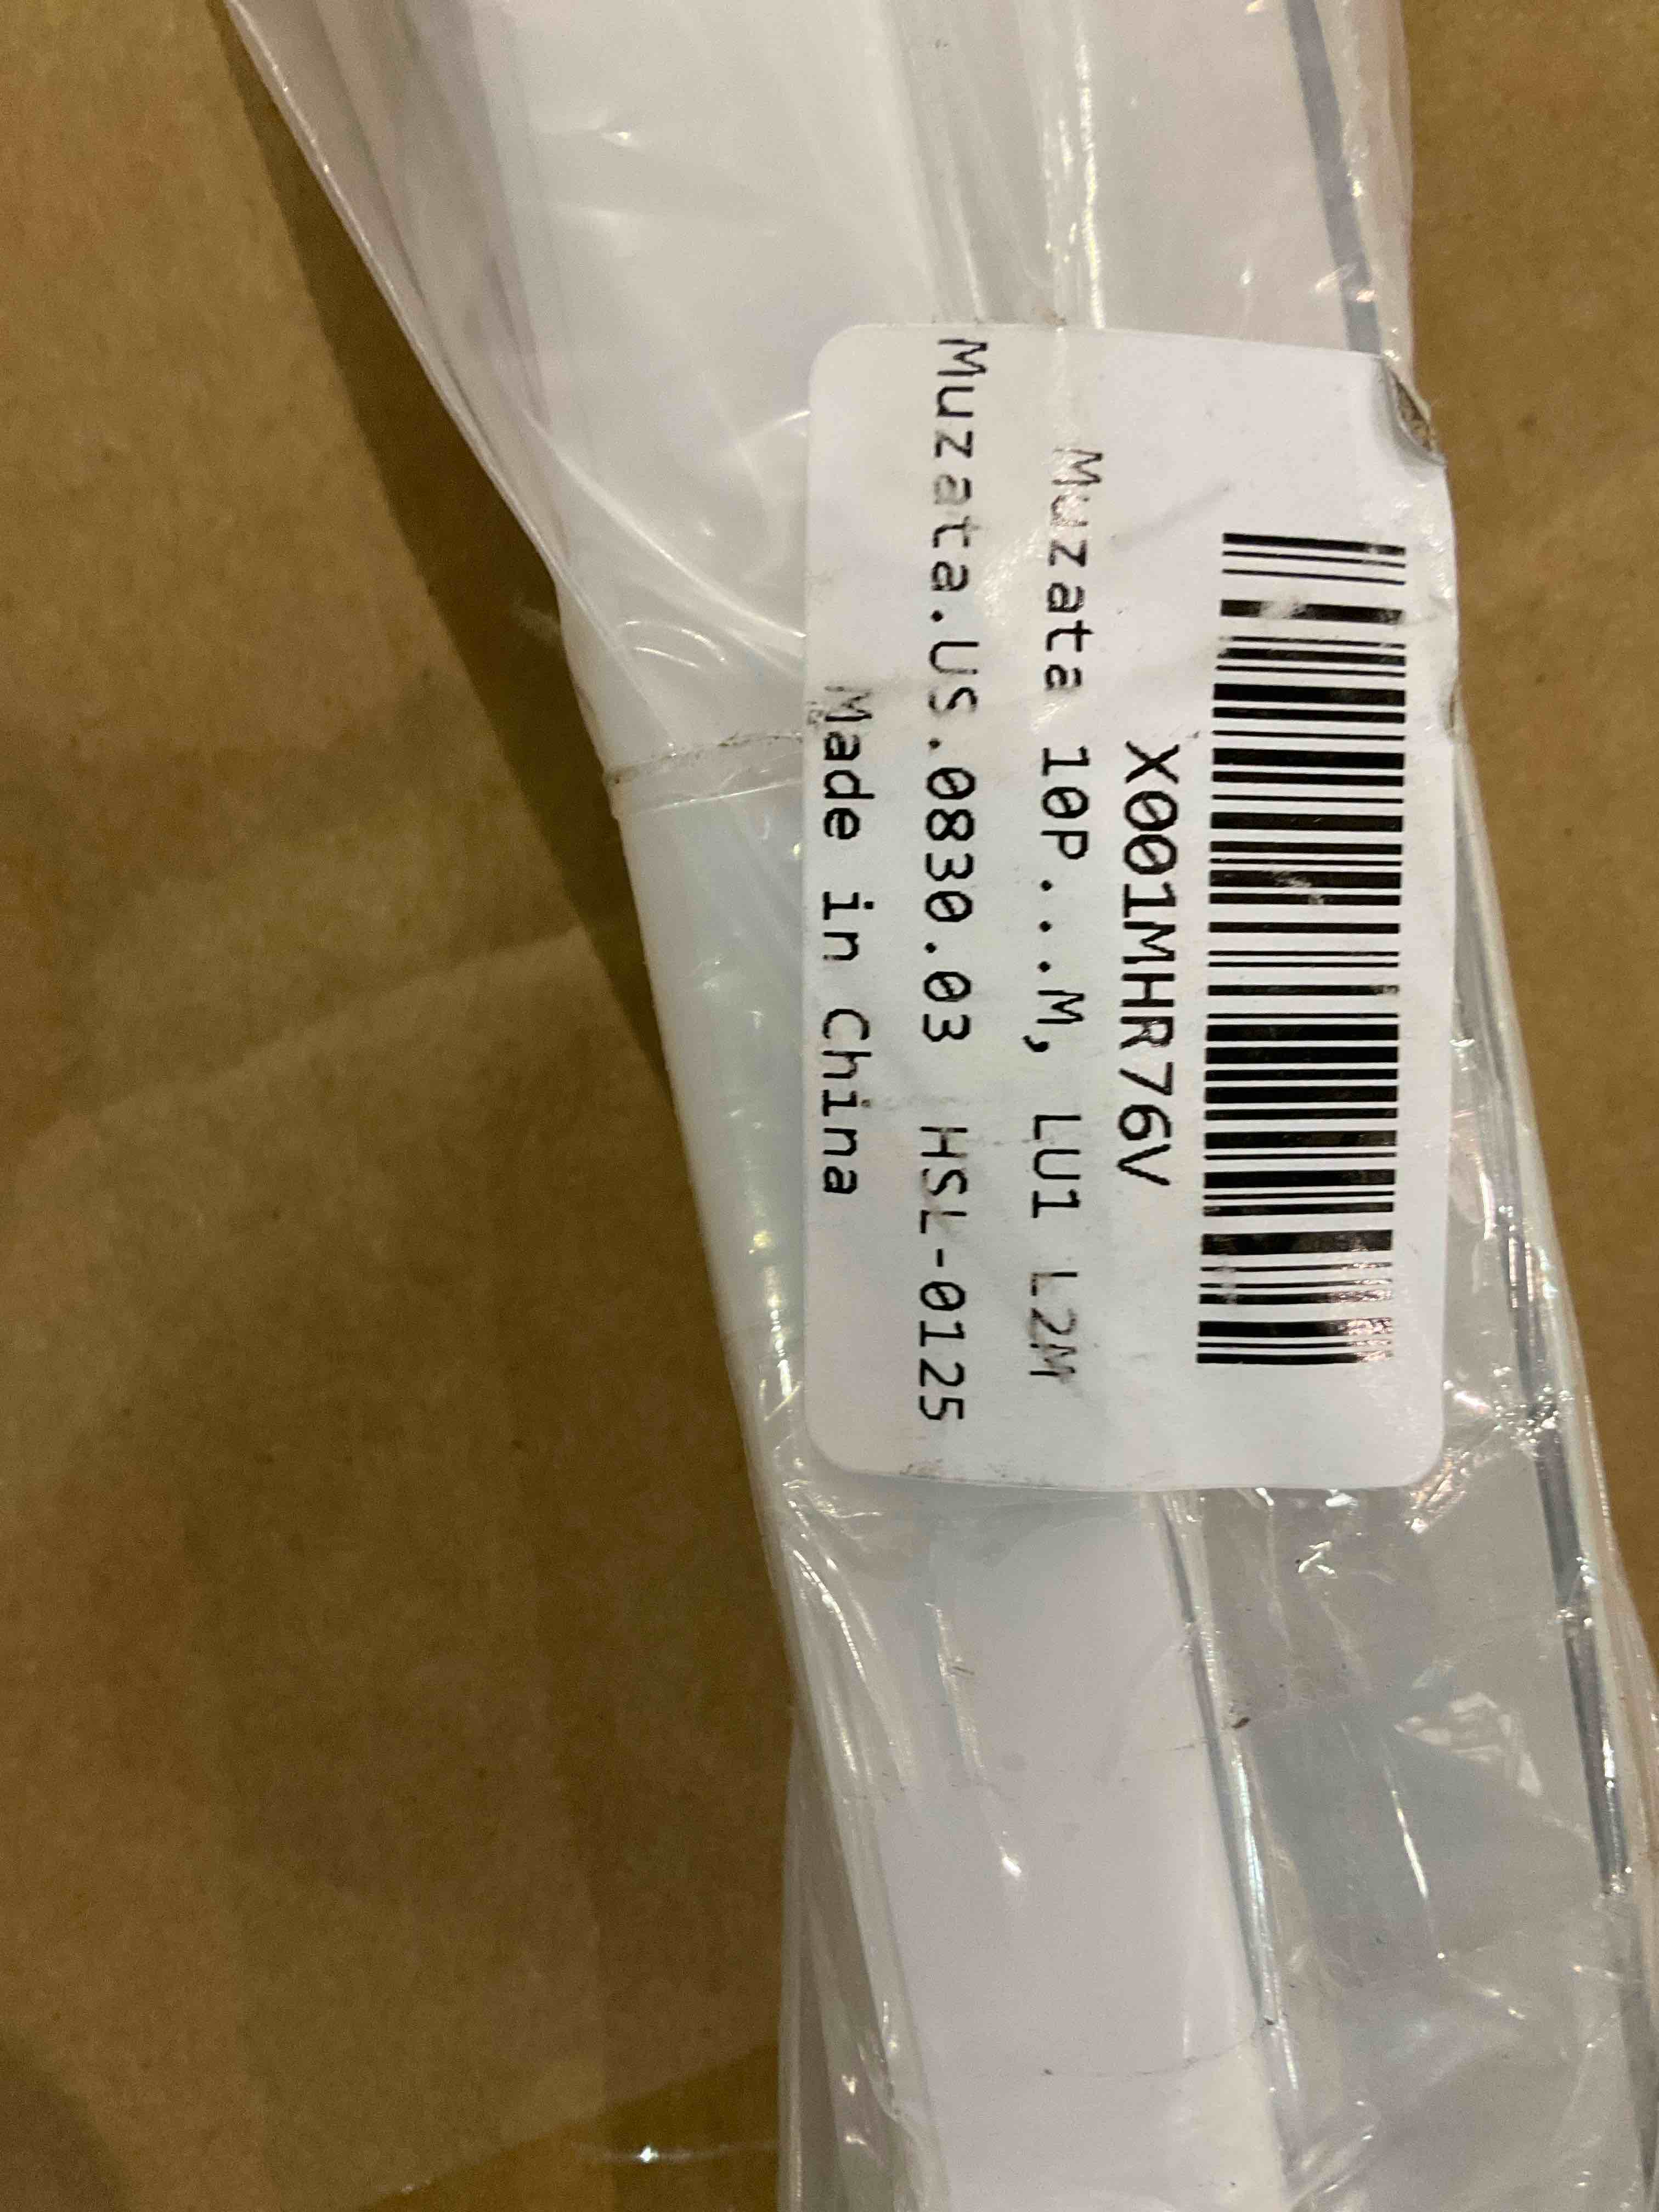 X001MHR76V
Muzata 10P...M, LU1 L2M
Muzata.US.0830.03 HSL-0125
Made in China